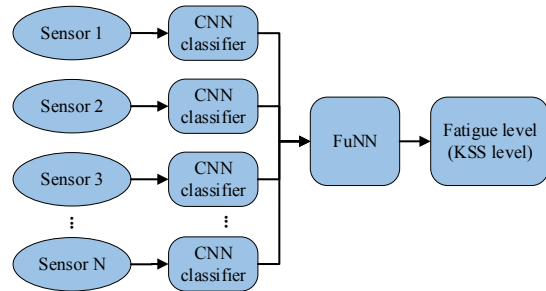 Sensor 1
CNN
classifier
Sensor 2
CNN
classifier
Sensor 3
CNN
classifier
Sensor N
CNN
classifier
FuNN
Fatigue level
(KSS level)